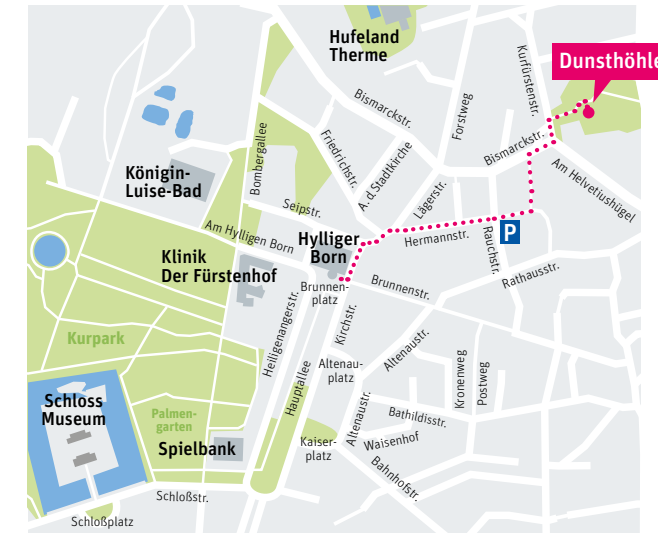 Hufeland
Therme
Dunsthöhle
Kurfürstenstr.
Bismarckstr.
Forstweg
Friedrichstr.
A. d. Stadtkirche
Bismarckstr.
Bombergallee
Königin-
Luise-Bad
Lägerstr.
Am Helvetiushügel
Seipstr.
Am Hylligen Born
Hylliger
Born
Hermannstr.
P
Rauchstr.
Klinik
Der Fürstenhof
Brunnen-
platz
Brunnenstr.
Rathausstr.
Heiligenangerstr.
Kirchstr.
Kurpark
Altenaustr.
Altenau-
platz
Kronenweg
Postweg
Hauptallee
Schloss
Museum
Palmen-
garten
Altenaustr.
Bathildisstr.
Spielbank
Kaiser-
platz
Waisenhof
Bahnhofstr.
Schloßstr.
Schloßplatz